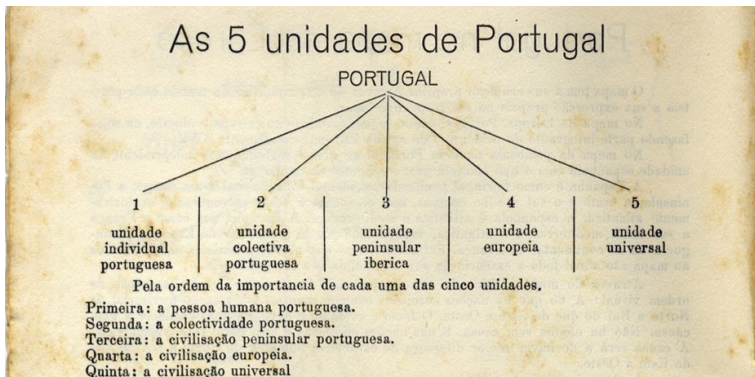 As 5 unidades de Portugal
PORTUGAL
1 2 3 4 5
unidade individual portuguesa
unidade colectiva portuguesa
unidade peninsular iberica
unidade europeia
unidade universal
Pela ordem da importancia de cada uma das cinco unidades.
Primeira: a pessoa humana portuguesa.
Segunda: a colectividade portuguesa.
Terceira: a civilisação peninsular portuguesa.
Quarta: a civilisação europeia.
Quinta: a civilisação universal